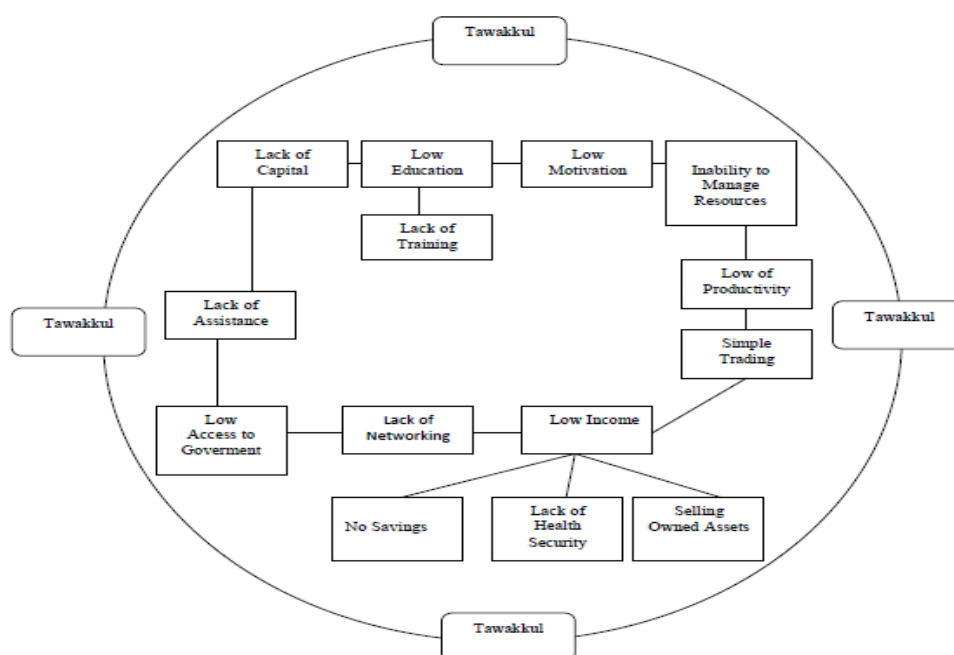 Tawakkul
Lack of
Capital
Low
Education
Low
Motivation
Inability to
Manage
Resources
Lack of
Training
Low of
Productivity
Lack of
Assistance
Tawakkul
Tawakkul
Simple
Trading
Low
Access to
Goverment
Lack of
Networking
Low Income
No Savings
Lack of
Health
Security
Selling
Owned Assets
Tawakkul